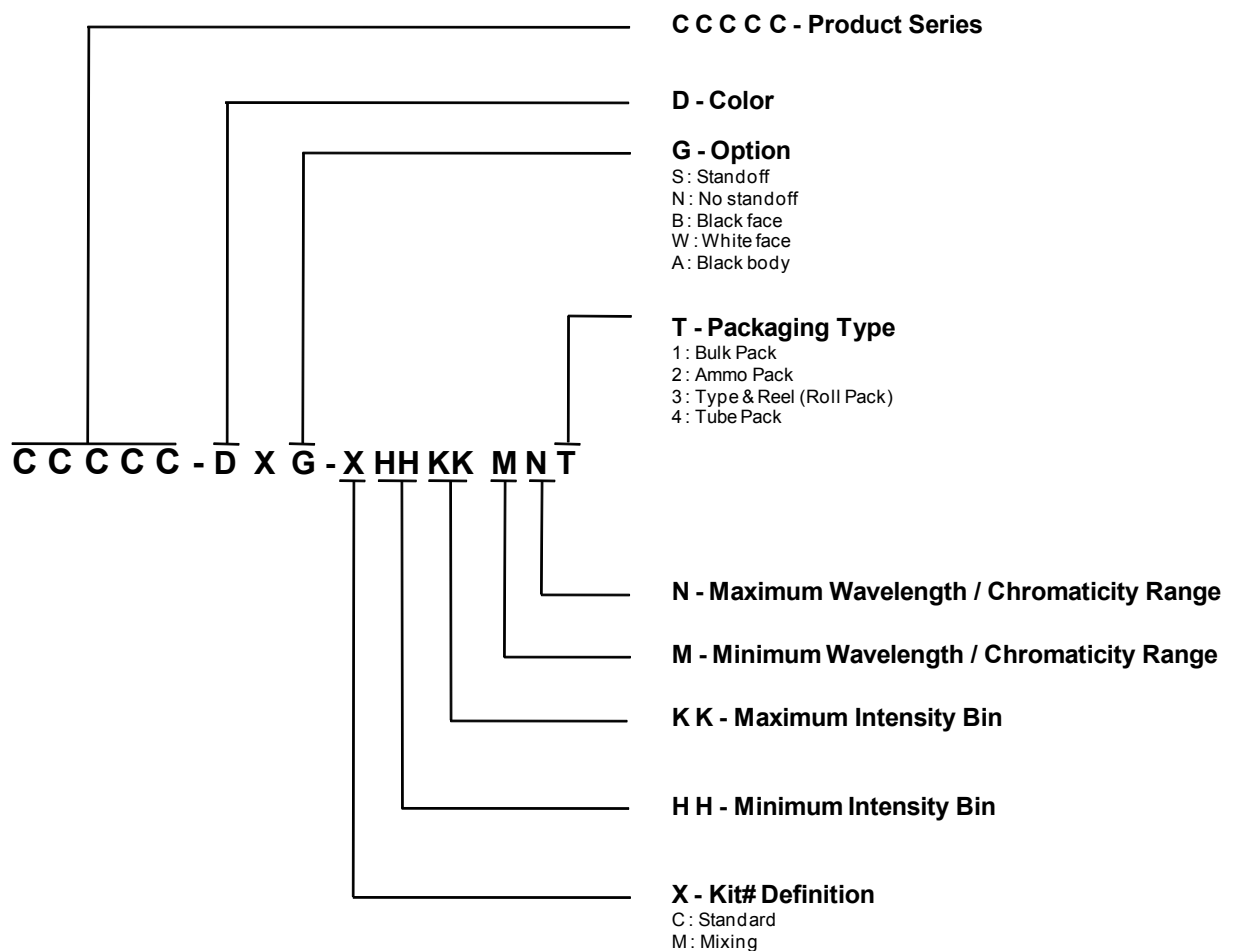 C C C C C - Product Series
D - Color
G - Option
S : Standoff
N : No standoff
B : Black face
W : White face
A : Black body
T - Packaging Type
1 : Bulk Pack
2 : Ammo Pack
3 : Type & Reel (Roll Pack)
4 : Tube Pack
C C C C C - D X G - X HH KK M N T
N - Maximum Wavelength / Chromaticity Range
M - Minimum Wavelength / Chromaticity Range
K K - Maximum Intensity Bin
H H - Minimum Intensity Bin
X - Kit# Definition
C : Standard
M : Mixing